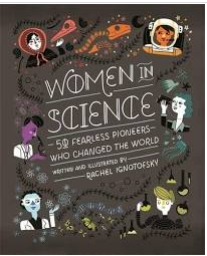 WOMEN IN
SCIENCE
50 FEARLESS PIONEERS
WHO CHANGED THE WORLD
WRITTEN AND ILLUSTRATED BY
RACHEL IGNOTOFSKY